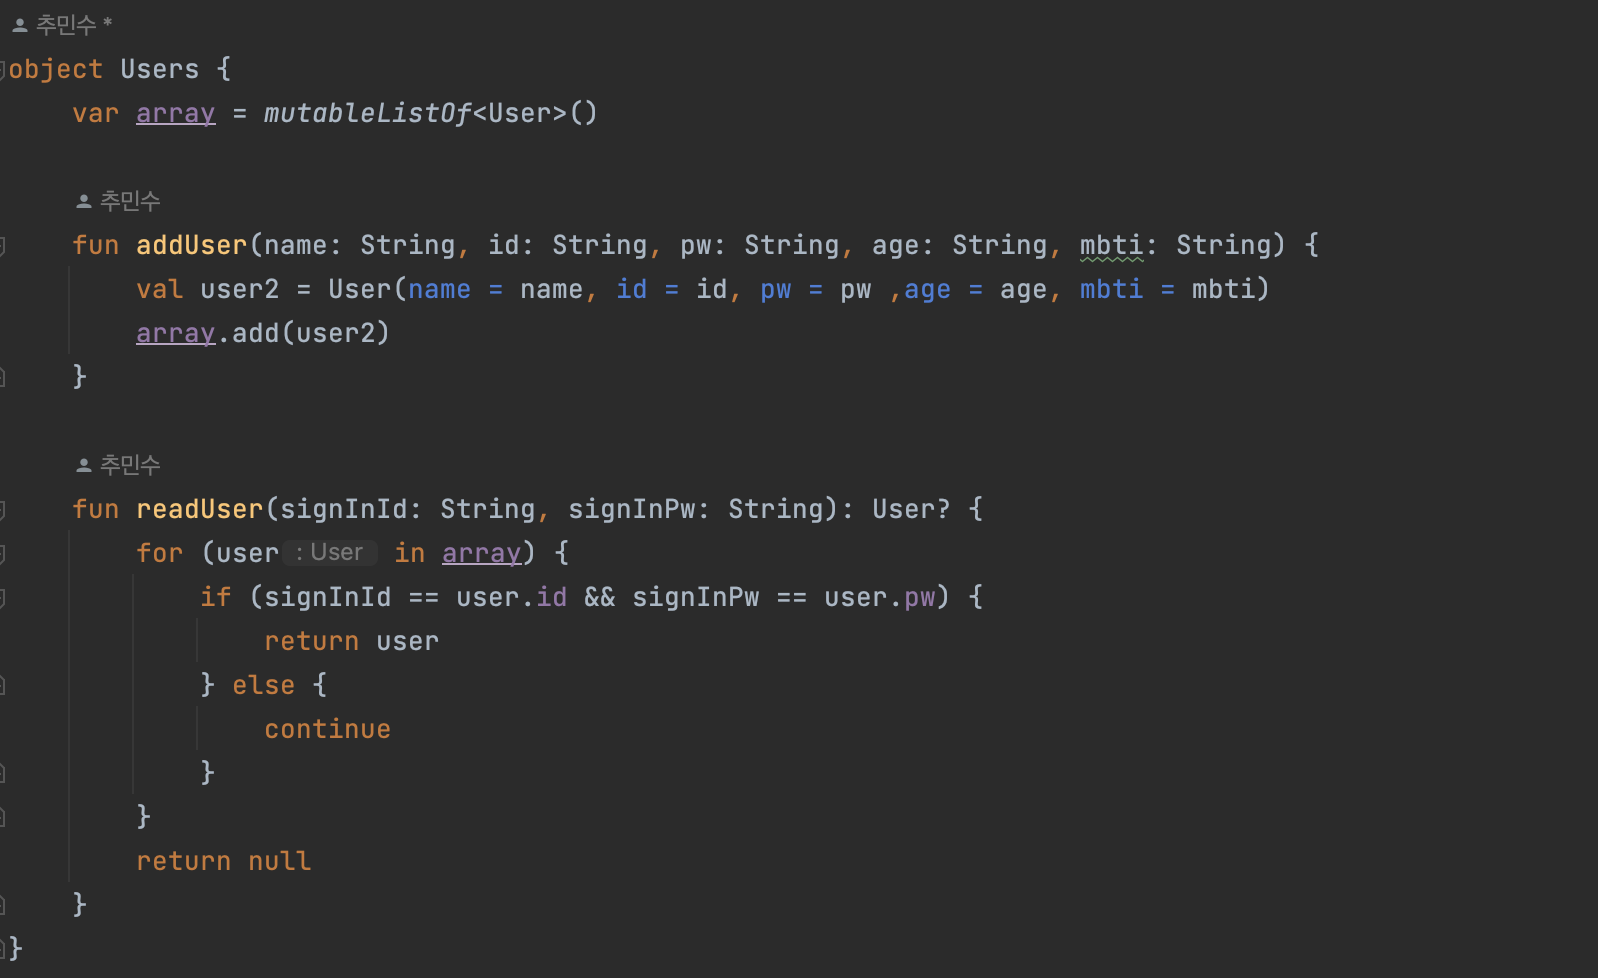 추민수 *
object Users {
    var array = mutableListOf<User>()
    추민수
    fun addUser(name: String, id: String, pw: String, age: String, mbti: String) {
        val user2 = User(name = name, id = id, pw = pw ,age = age, mbti = mbti)
        array.add(user2)
    }
    추민수
    fun readUser(signInId: String, signInPw: String): User? {
        for (user : User in array) {
            if (signInId == user.id && signInPw == user.pw) {
                return user
            } else {
                continue
            }
        }
        return null
    }
}